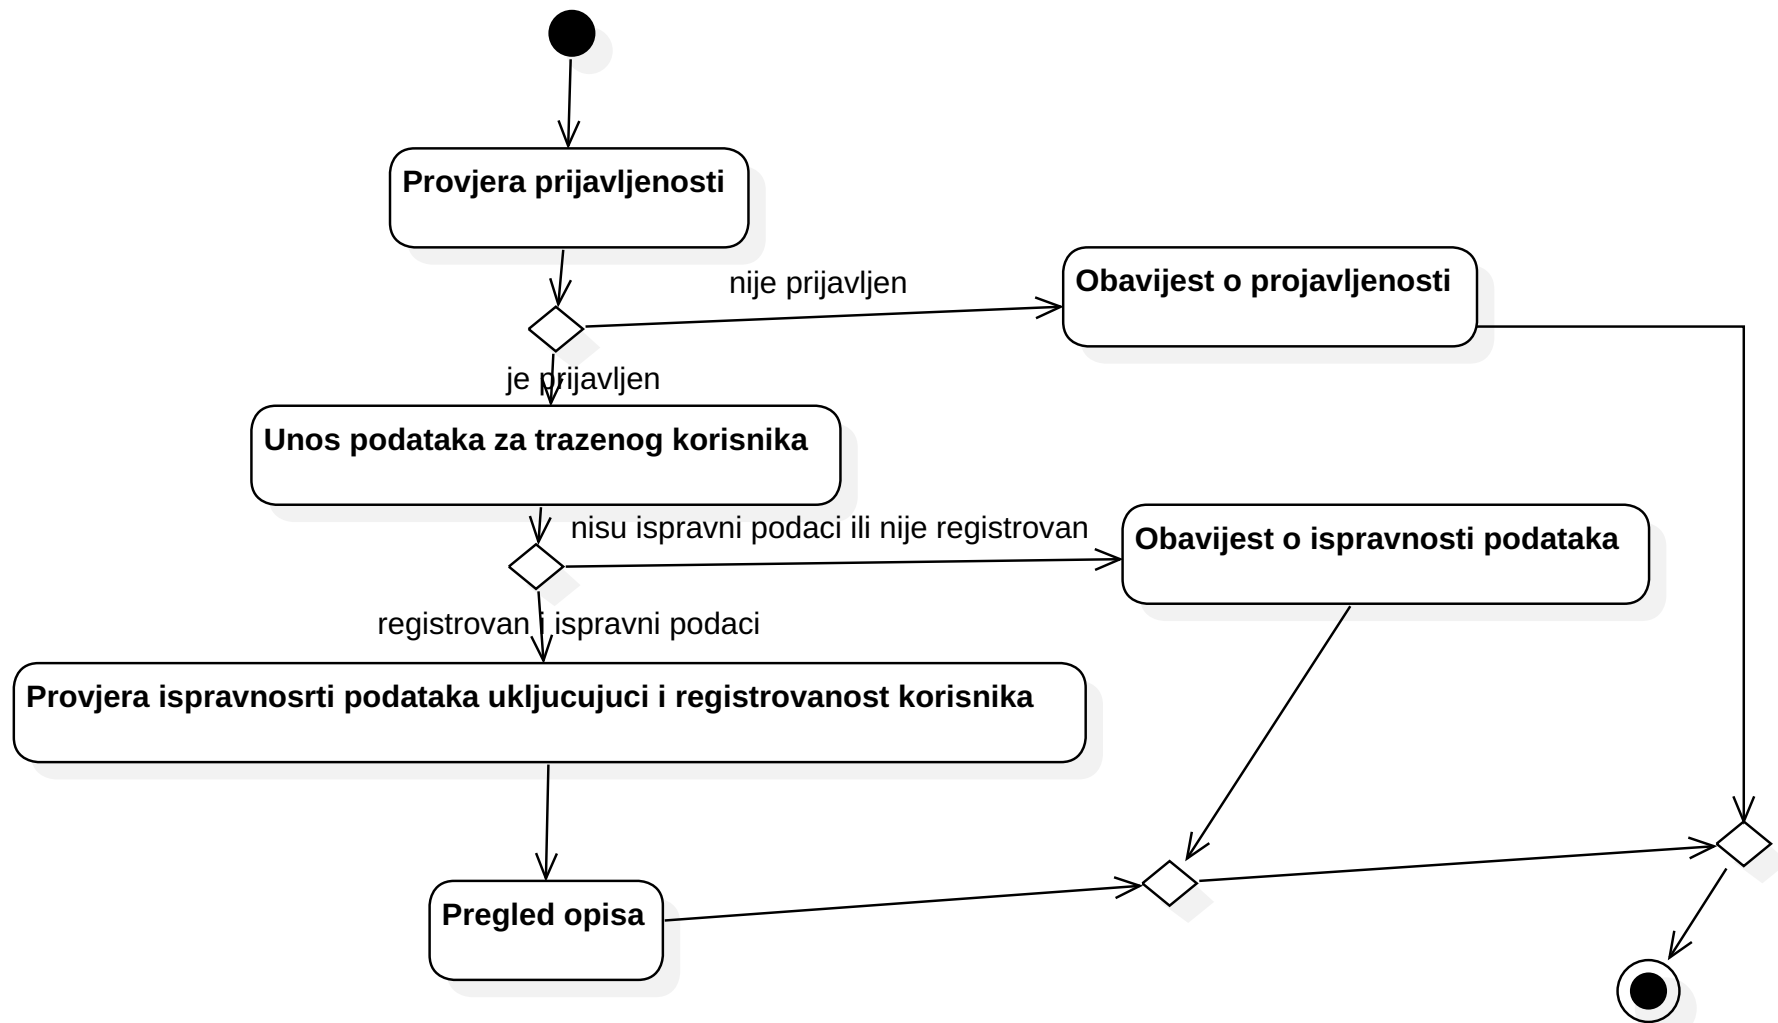 Provjera prijavljenosti
nije prijavljen
Obavijest o projavljenosti
je prijavljen
Unos podataka za trazenog korisnika
nisu ispravni podaci ili nije registrovan
Obavijest o ispravnosti podataka
registrovan i ispravni podaci
Provjera ispravnosrti podataka ukljucujuci i registrovanost korisnika
Pregled opisa